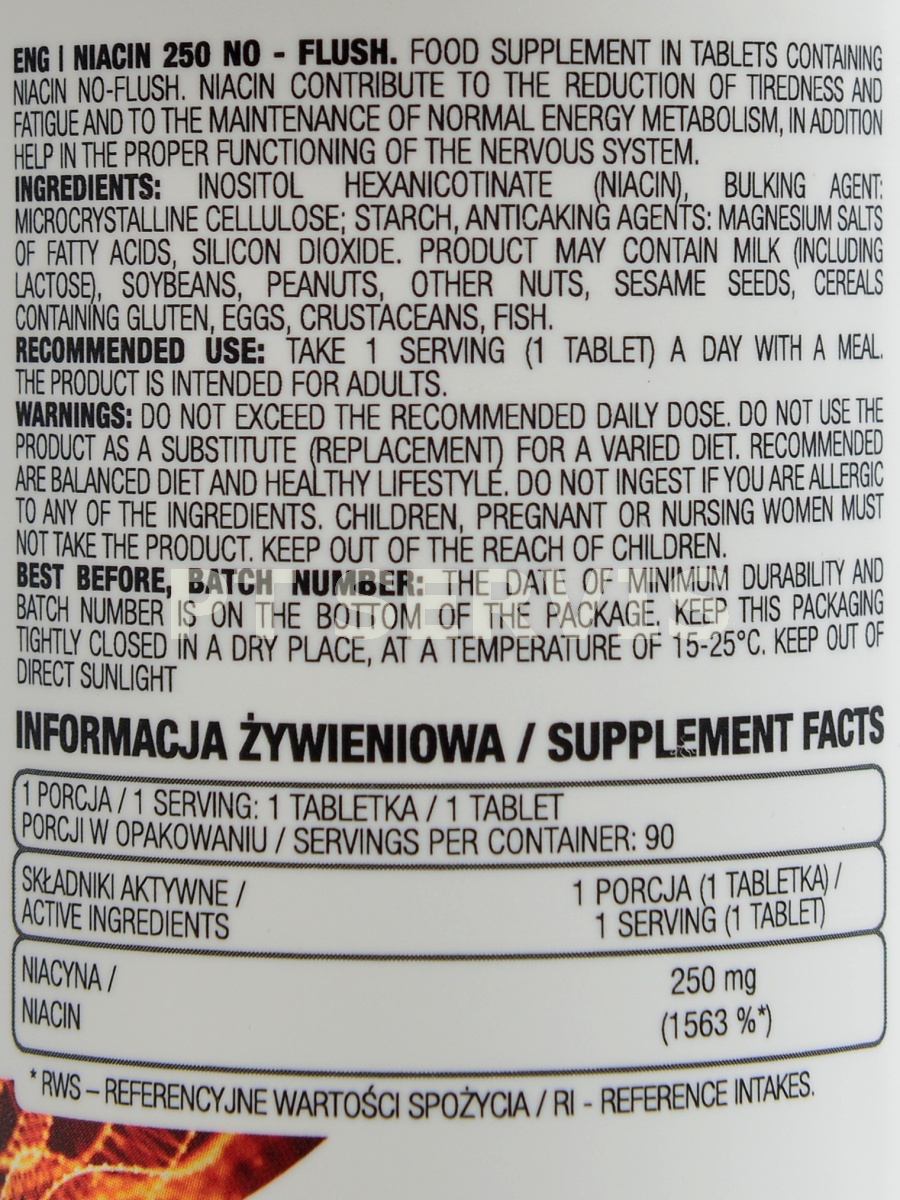 ENG | NIACIN 250 NO - FLUSH. FOOD SUPPLEMENT IN TABLETS CONTAINING
NIACIN NO-FLUSH. NIACIN CONTRIBUTE TO THE REDUCTION OF TIREDNESS AND
FATIGUE AND TO THE MAINTENANCE OF NORMAL ENERGY METABOLISM, IN ADDITION
HELP IN THE PROPER FUNCTIONING OF THE NERVOUS SYSTEM.
INGREDIENTS: INOSITOL HEXANICOTINATE (NIACIN), BULKING AGENT:
MICROCRYSTALLINE CELLULOSE; STARCH, ANTICAKING AGENTS: MAGNESIUM SALTS
OF FATTY ACIDS, SILICON DIOXIDE. PRODUCT MAY CONTAIN MILK (INCLUDING
LACTOSE), SOYBEANS, PEANUTS, OTHER NUTS, SESAME SEEDS, CEREALS
CONTAINING GLUTEN, EGGS, CRUSTACEANS, FISH.
RECOMMENDED USE: TAKE 1 SERVING (1 TABLET) A DAY WITH A MEAL.
THE PRODUCT IS INTENDED FOR ADULTS.
WARNINGS: DO NOT EXCEED THE RECOMMENDED DAILY DOSE. DO NOT USE THE
PRODUCT AS A SUBSTITUTE (REPLACEMENT) FOR A VARIED DIET. RECOMMENDED
ARE BALANCED DIET AND HEALTHY LIFESTYLE. DO NOT INGEST IF YOU ARE ALLERGIC
TO ANY OF THE INGREDIENTS. CHILDREN, PREGNANT OR NURSING WOMEN MUST
NOT TAKE THE PRODUCT. KEEP OUT OF THE REACH OF CHILDREN.
BEST BEFORE, BATCH NUMBER: THE DATE OF MINIMUM DURABILITY AND
BATCH NUMBER IS ON THE BOTTOM OF THE PACKAGE. KEEP THIS PACKAGING
TIGHTLY CLOSED IN A DRY PLACE, AT A TEMPERATURE OF 15-25°C. KEEP OUT OF
DIRECT SUNLIGHT
INFORMACJA ŻYWIENIOWA / SUPPLEMENT FACTS
1 PORCJA / 1 SERVING: 1 TABLETKA / 1 TABLET
PORCJI W OPAKOWANIU / SERVINGS PER CONTAINER: 90
SKŁADNIKI AKTYWNE / 1 PORCJA (1 TABLETKA) /
ACTIVE INGREDIENTS 1 SERVING (1 TABLET)
NIACYNA / 250 mg
NIACIN (1563 %*)
* RWS – REFERENCYJNE WARTOŚCI SPOŻYCIA / RI - REFERENCE INTAKES.